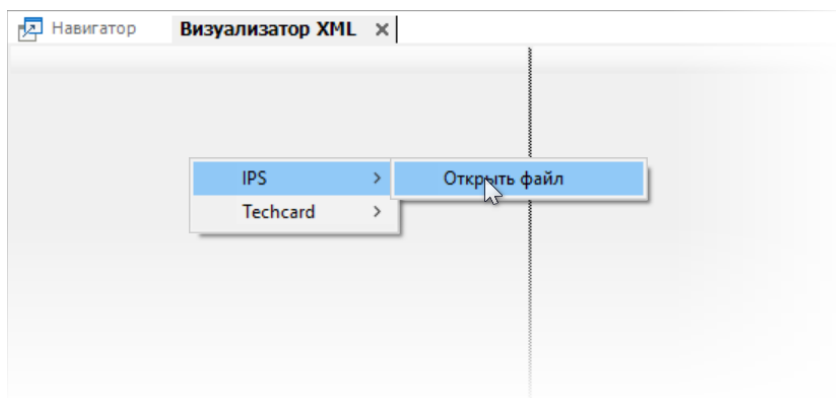 Навигатор
Визуализатор XML
IPS
Открыть файл
Techcard